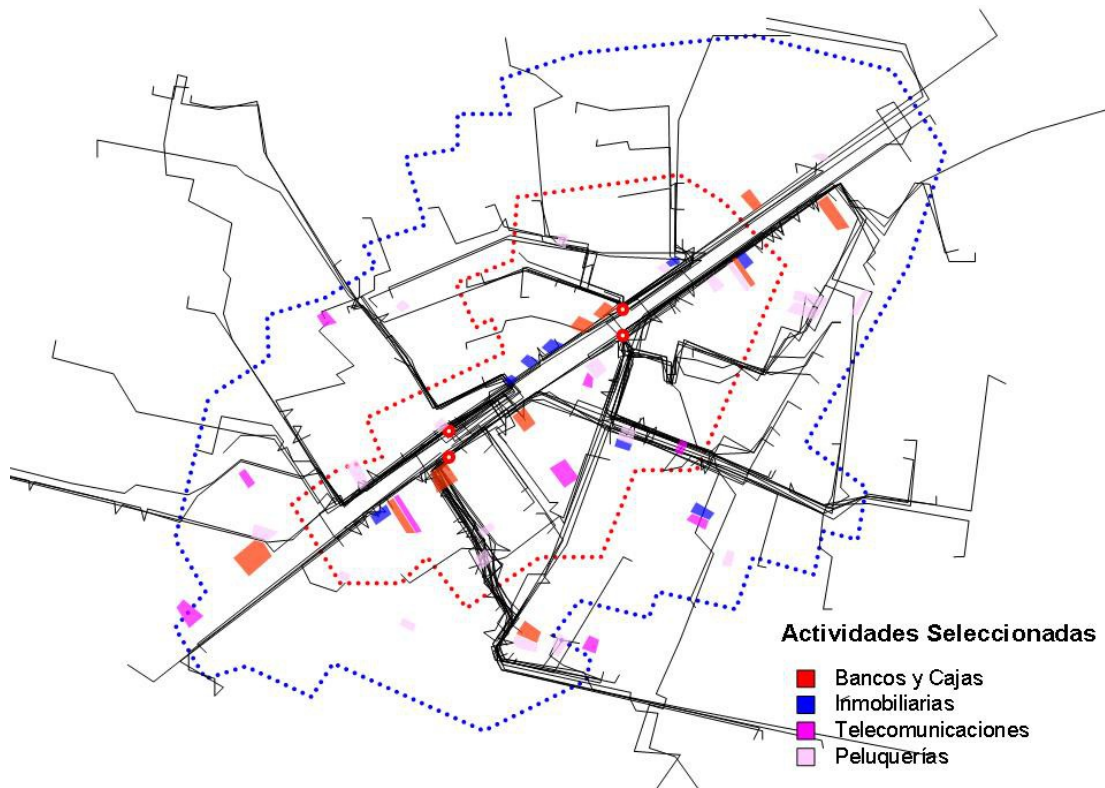 Actividades Seleccionadas
Bancos y Cajas
Inmobiliarias
Telecomunicaciones
Peluquerías